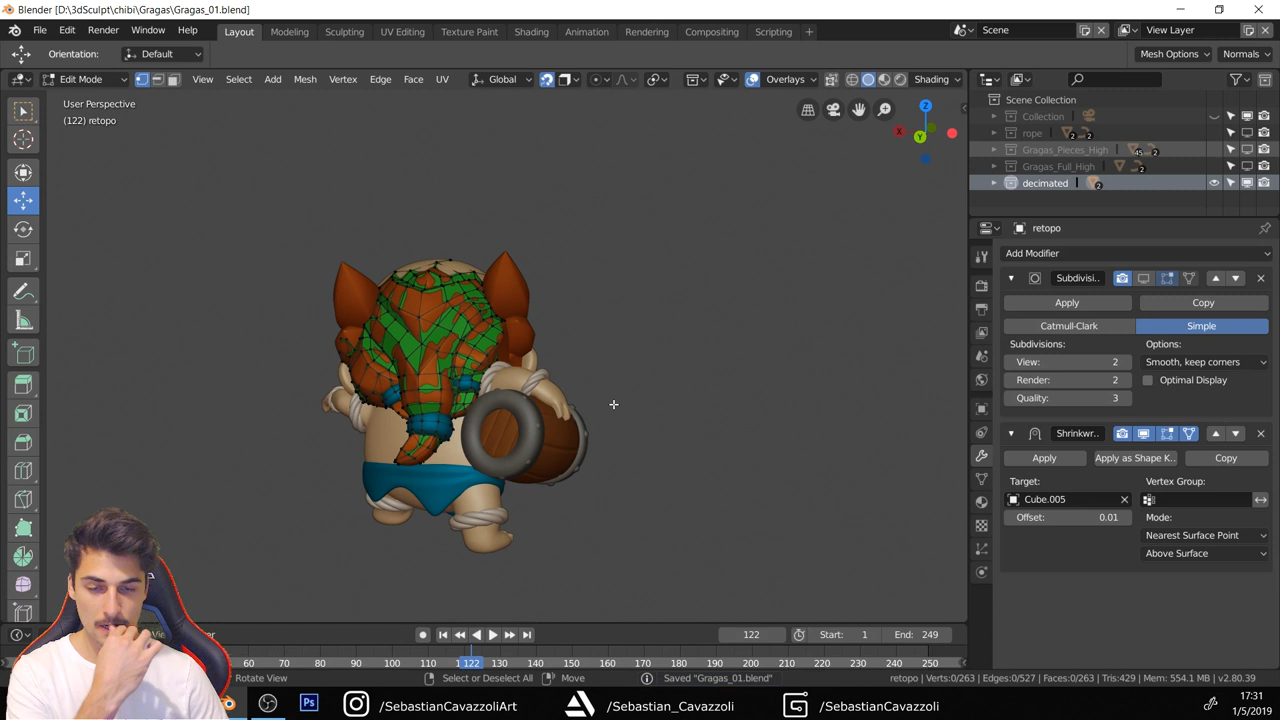 Blender [D:\3dSculpt\chibi\Gragas\Gragas_01.blend]
File Edit Render Window Help Layout Modeling Sculpting UV Editing Texture Paint Shading Animation Rendering Compositing Scripting + Scene View Layer
Orientation: Default Mesh Options Normals
Edit Mode View Select Add Mesh Vertex Edge Face UV Global Overlays Shading
User Perspective
(122) retopo
Z
X
Y
Scene Collection
Collection
rope 2 2
Gragas_Pieces_High 45 2
Gragas_Full_High 2
decimated 2
retopo
Add Modifier
Subdivisi..
Apply Copy
Catmull-Clark Simple
Subdivisions: Options:
View: 2 Smooth, keep corners
Render: 2 Optimal Display
Quality: 3
Shrinkwr..
Apply Apply as Shape K.. Copy
Target: Vertex Group:
Cube.005
Offset: 0.01 Mode:
Nearest Surface Point
Above Surface
122 Start: 1 End: 249
60 70 80 90 100 110 122 130 140 150 160 170 180 190 200 210 220 230 240 250
Rotate View Select or Deselect All Move Saved "Gragas_01.blend" retopo | Verts:0/263 | Edges:0/527 | Faces:0/263 | Tris:429 | Mem: 554.1 MB | v2.80.39
Ps /SebastianCavazzoliArt /Sebastian_Cavazzoli /SebastianCavazzoli
17:31
1/5/2019